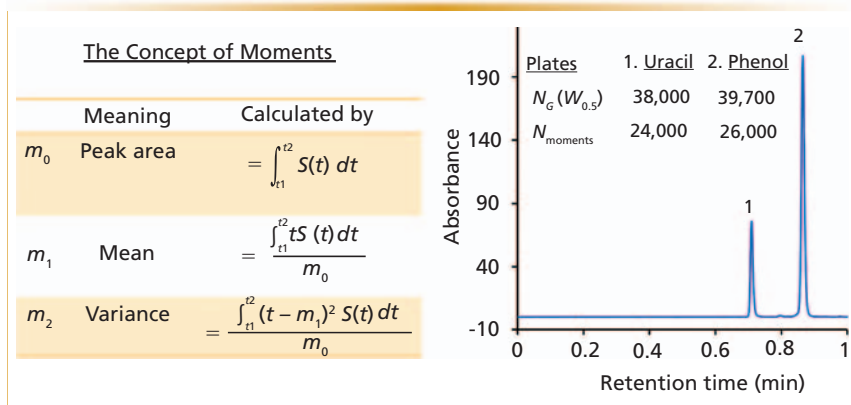 The Concept of Moments
Meaning Calculated by
m₀ Peak area = ∫ₜ₁ᵗ² S(t) dt
m₁ Mean = ∫ₜ₁ᵗ² tS (t) dt / m₀
m₂ Variance = ∫ₜ₁ᵗ² (t – m₁)² S(t) dt / m₀
Plates 1. Uracil 2. Phenol
N_G (W₀.₅) 38,000 39,700
N_moments 24,000 26,000
2
1
Absorbance
190
140
90
40
-10
0 0.2 0.4 0.6 0.8 1
Retention time (min)